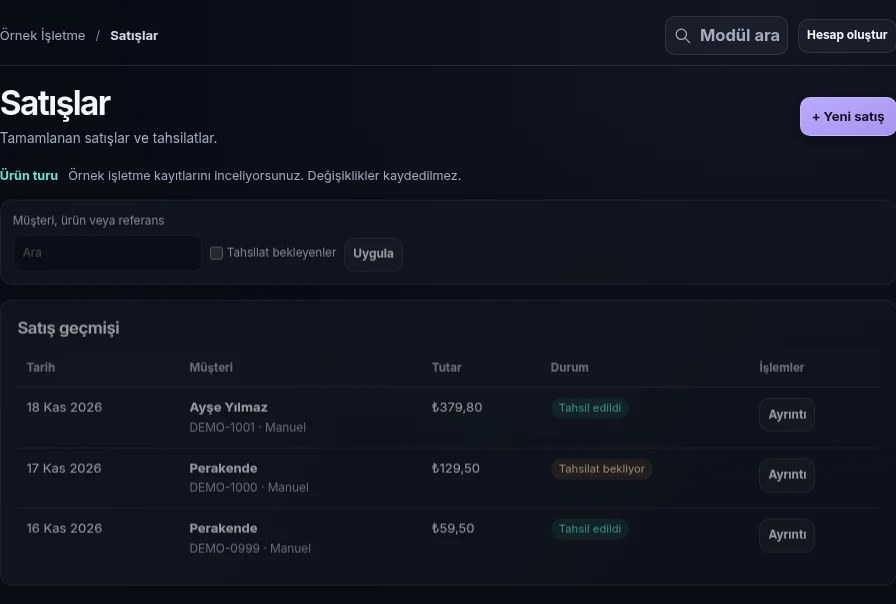 Örnek İşletme / Satışlar
Modül ara
Hesap oluştur
Satışlar
Tamamlanan satışlar ve tahsilatlar.
+ Yeni satış
Ürün turu Örnek işletme kayıtlarını inceliyorsunuz. Değişiklikler kaydedilmez.
Müşteri, ürün veya referans
Ara
Tahsilat bekleyenler
Uygula
Satış geçmişi
Tarih Müşteri Tutar Durum İşlemler
18 Kas 2026 Ayşe Yılmaz ₺379,80 Tahsil edildi Ayrıntı
DEMO-1001 · Manuel
17 Kas 2026 Perakende ₺129,50 Tahsilat bekliyor Ayrıntı
DEMO-1000 · Manuel
16 Kas 2026 Perakende ₺59,50 Tahsil edildi Ayrıntı
DEMO-0999 · Manuel